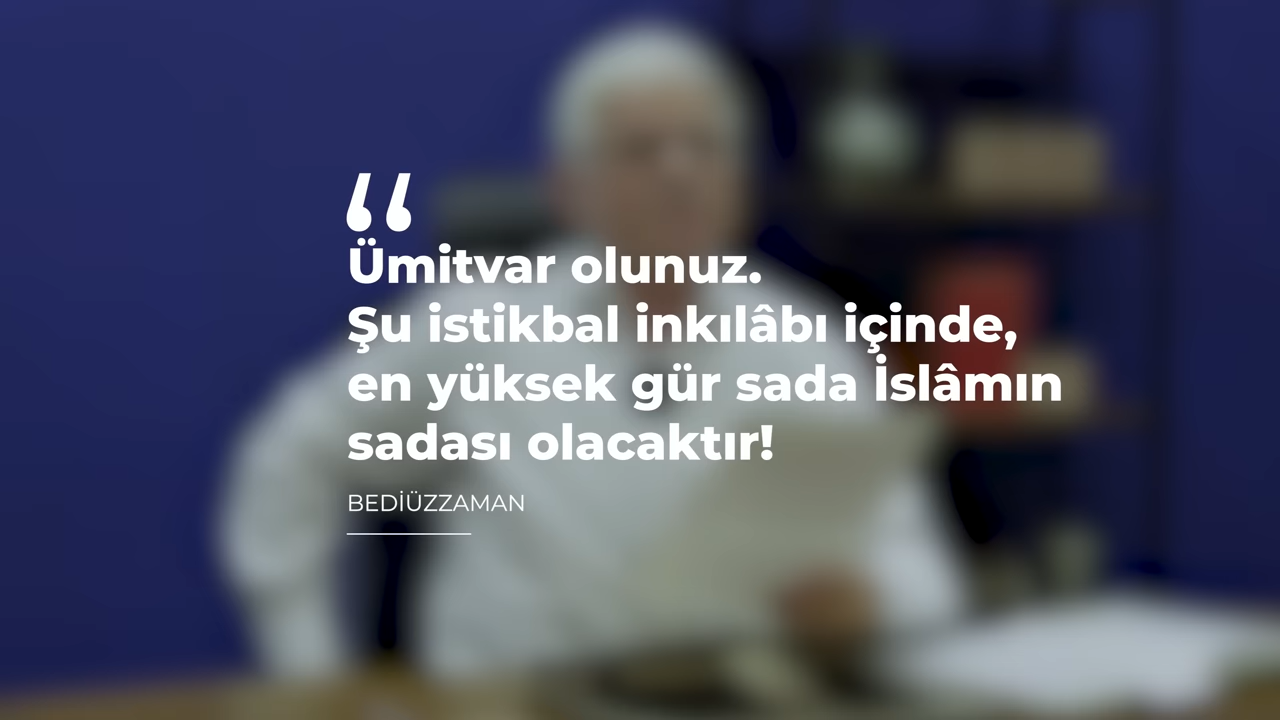 “
Ümitvar olunuz.
Şu istikbal inkılâbı içinde,
en yüksek gür sada İslâmın
sadası olacaktır!
BEDİÜZZAMAN